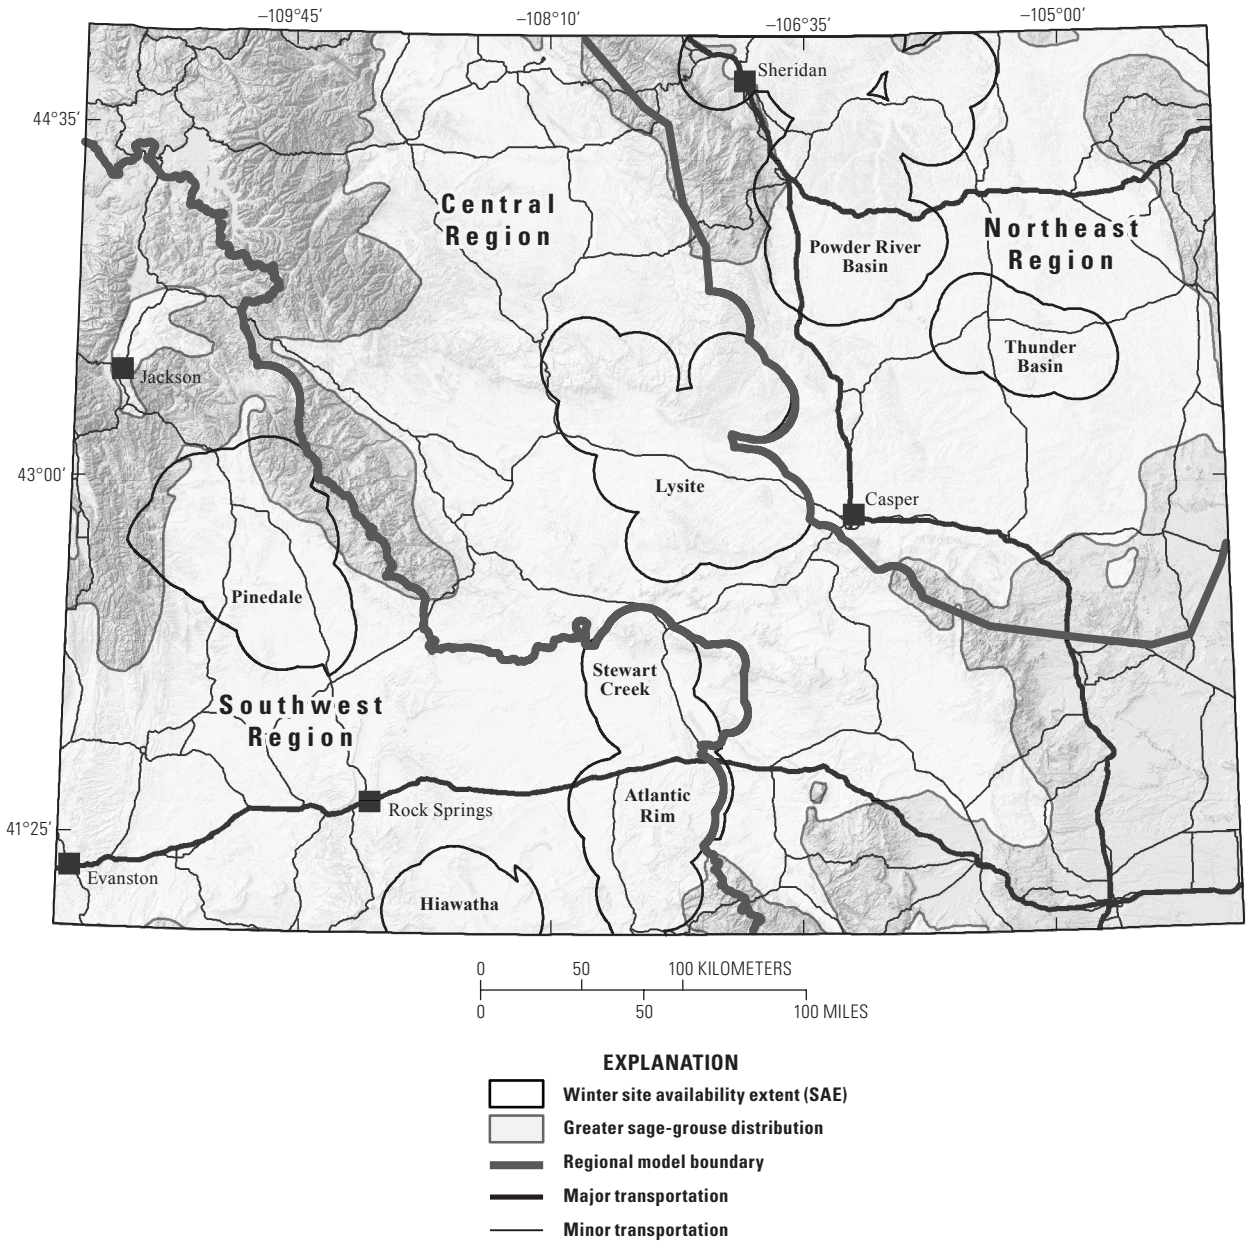 –109°45′
–108°10′
–106°35′
–105°00′
Sheridan
44°35′
Central
Region
Northeast
Region
Powder River
Basin
Thunder
Basin
Jackson
43°00′
Lysite
Casper
Pinedale
Stewart
Creek
Southwest
Region
Atlantic
Rim
Rock Springs
41°25′
Evanston
Hiawatha
0 50 100 KILOMETERS
0 50 100 MILES
EXPLANATION
Winter site availability extent (SAE)
Greater sage-grouse distribution
Regional model boundary
Major transportation
Minor transportation